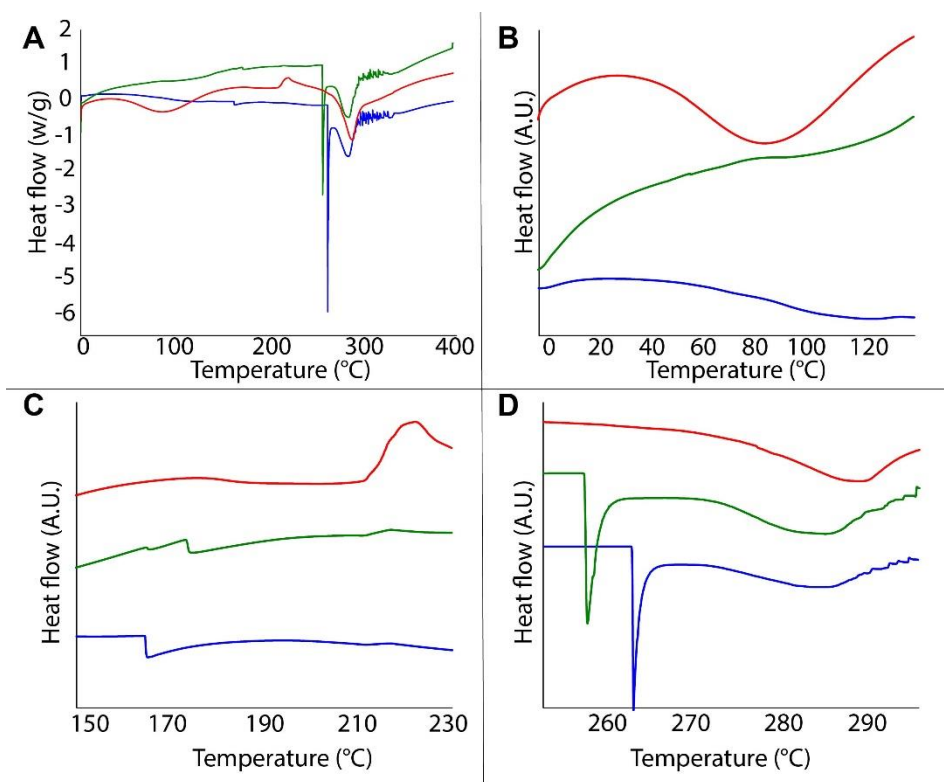 A
2
1
0
-1
-2
-3
-4
-5
-6
Heat flow (w/g)
0 100 200 300 400
Temperature (°C)
B
Heat flow (A.U.)
0 20 40 60 80 100 120
Temperature (°C)
C
Heat flow (A.U.)
150 170 190 210 230
Temperature (°C)
D
Heat flow (A.U.)
260 270 280 290
Temperature (°C)